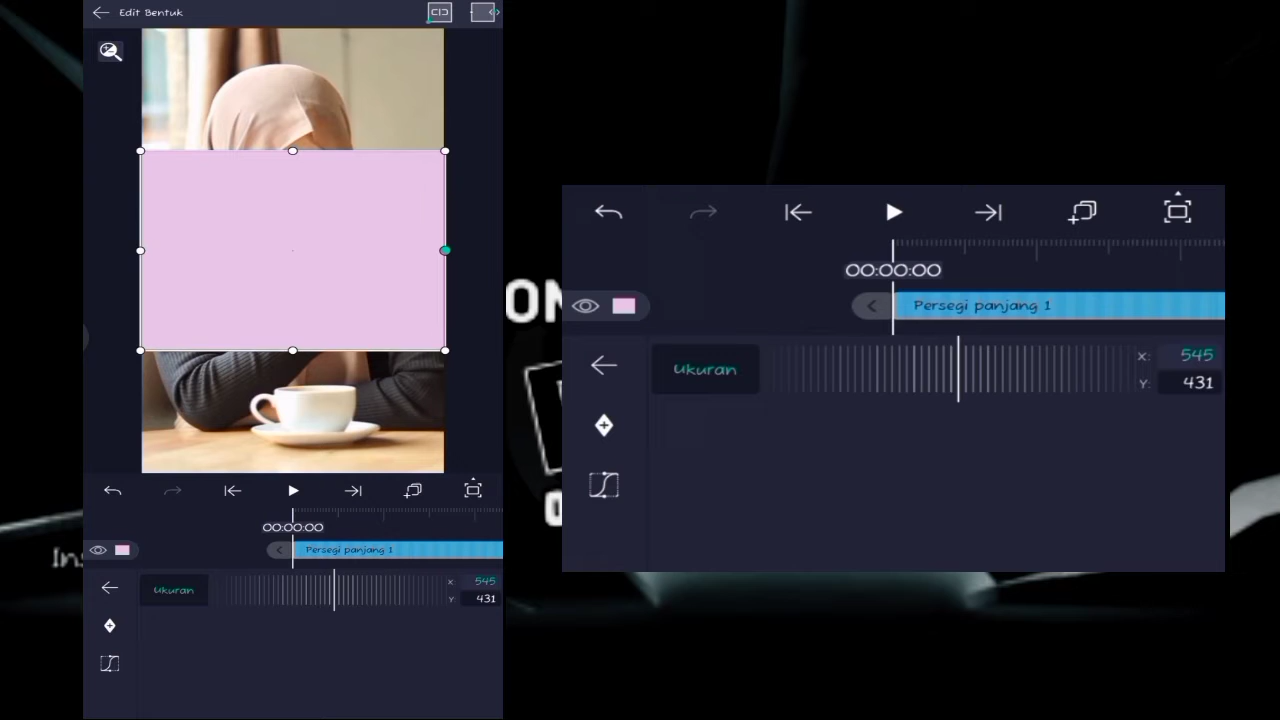 Edit Bentuk
00:00:00
Persegi panjang 1
Ukuran
X: 545
Y: 431
00:00:00
Persegi panjang 1
Ukuran
X: 545
Y: 431